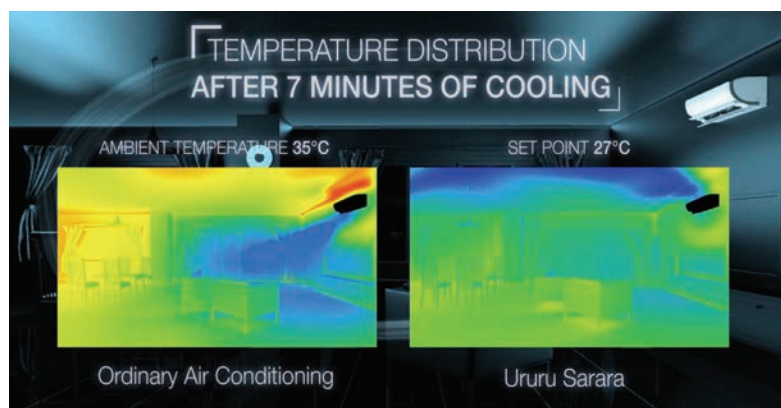 TEMPERATURE DISTRIBUTION
AFTER 7 MINUTES OF COOLING
AMBIENT TEMPERATURE 35°C
SET POINT 27°C
Ordinary Air Conditioning
Ururu Sarara